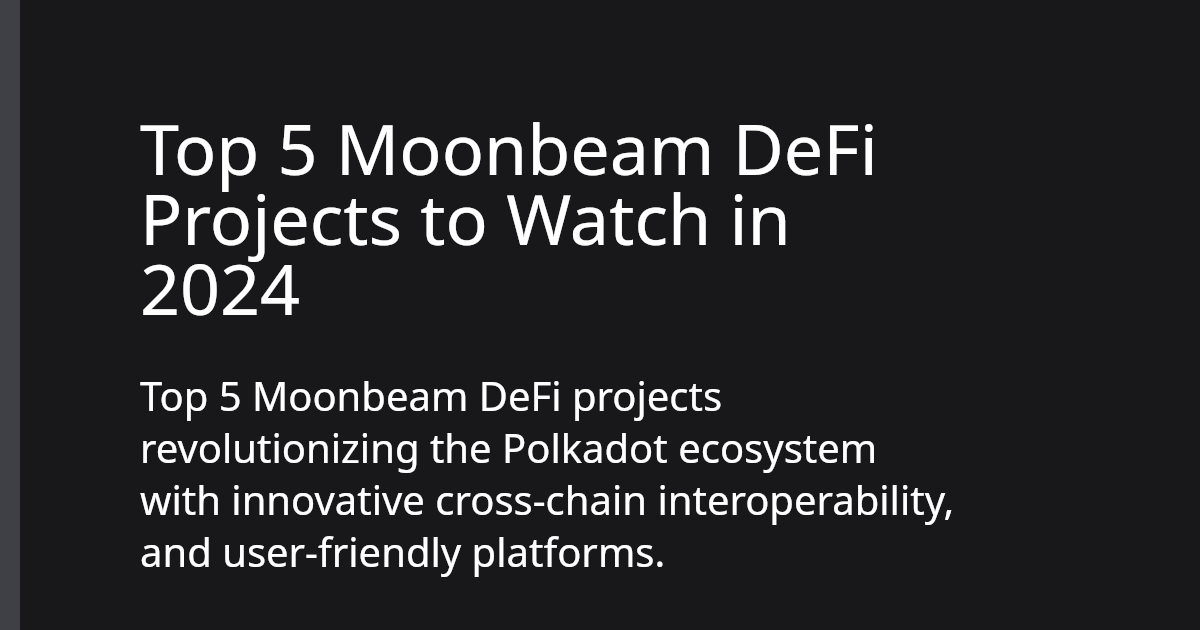 Top 5 Moonbeam DeFi
Projects to Watch in
2024
Top 5 Moonbeam DeFi projects
revolutionizing the Polkadot ecosystem
with innovative cross-chain interoperability,
and user-friendly platforms.